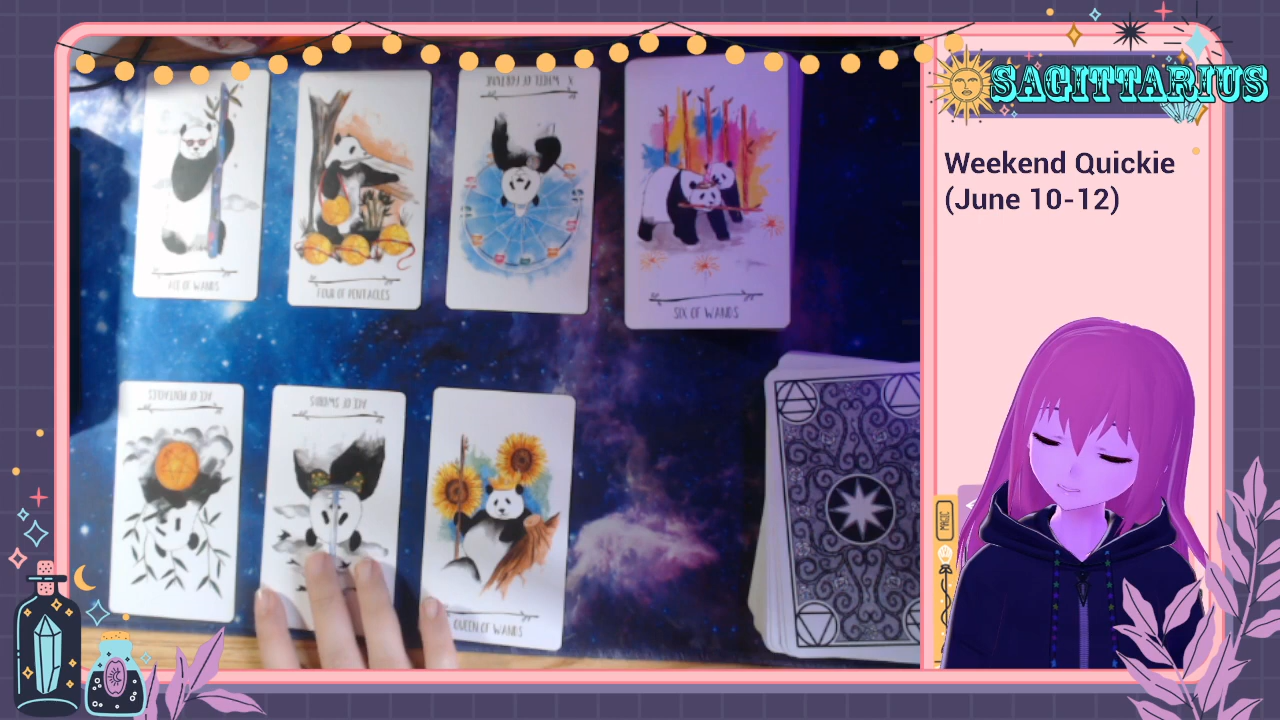 SAGITTARIUS
Weekend Quickie
(June 10-12)
X WHEEL OF FORTUNE
ACE OF WANDS
FOUR OF PENTACLES
SIX OF WANDS
ACE OF PENTACLES
ACE OF SWORDS
QUEEN OF WANDS
MAGIC